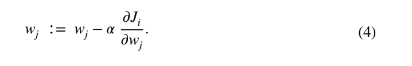 w_j := w_j − α ∂J_i/∂w_j. (4)